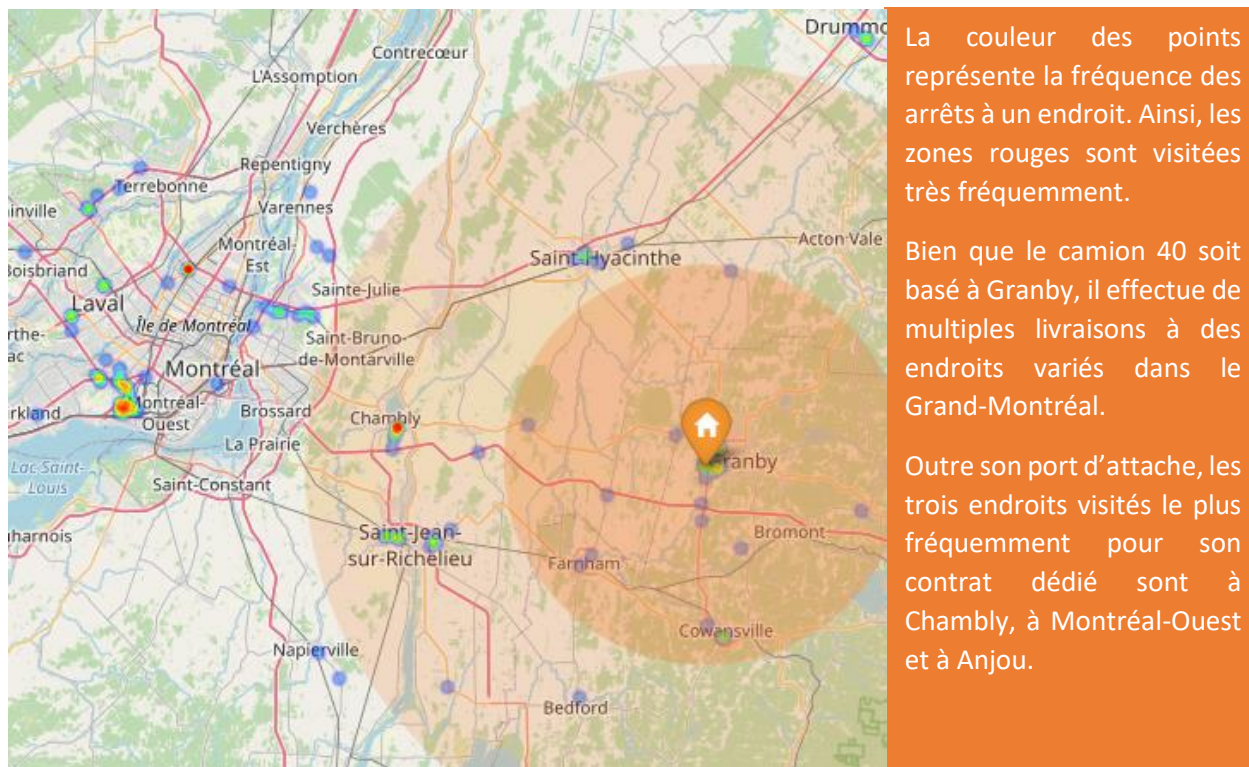 Drummo
Contrecœur
L'Assomption
Verchères
Repentigny
Terrebonne
Varennes
inville
Montréal-
Est
Acton Vale
Saint-Hyacinthe
Boisbriand
Sainte-Julie
Laval
Île de Montréal
rthe-
ac
Saint-Bruno-
de-Montarville
Montréal
rkland
Montréal-
Ouest
Brossard
Chambly
La Prairie
Granby
Lac Saint-
Louis
Saint-Constant
harnois
Saint-Jean-
sur-Richelieu
Bromont
Farnham
Cowansville
Napierville
Bedford
La couleur des points
représente la fréquence des
arrêts à un endroit. Ainsi, les
zones rouges sont visitées
très fréquemment.
Bien que le camion 40 soit
basé à Granby, il effectue de
multiples livraisons à des
endroits variés dans le
Grand-Montréal.
Outre son port d’attache, les
trois endroits visités le plus
fréquemment pour son
contrat dédié sont à
Chambly, à Montréal-Ouest
et à Anjou.